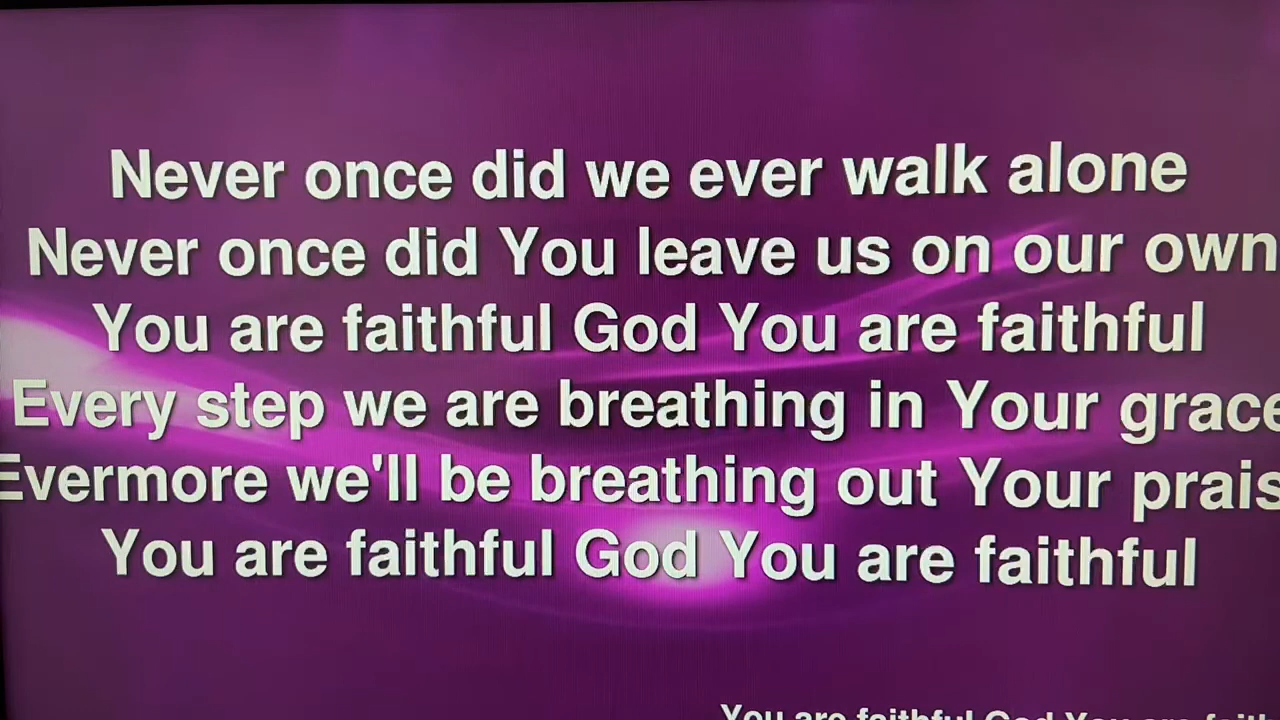 Never once did we ever walk alone
Never once did You leave us on our own
You are faithful God You are faithful
Every step we are breathing in Your grace
Evermore we'll be breathing out Your prais
You are faithful God You are faithful
You are faithful God You are faith